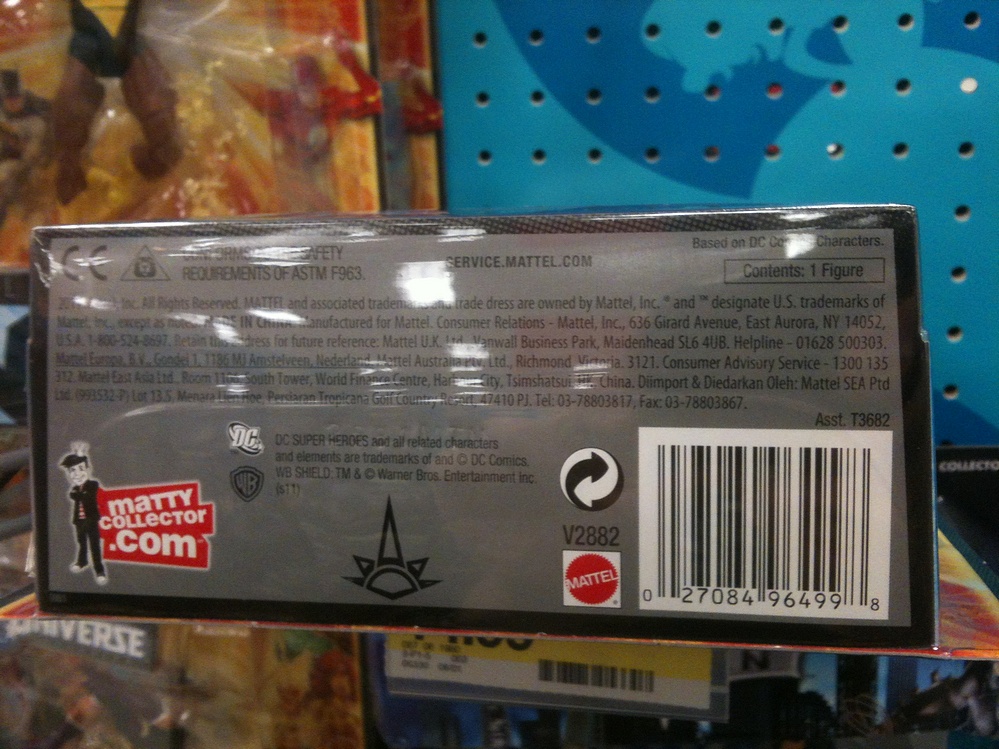 CE
SAFETY
REQUIREMENTS OF ASTM F963.
SERVICE.MATTEL.COM
Based on DC Characters.
Contents: 1 Figure
Inc. All Rights Reserved. MATTEL and associated trade dress are owned by Mattel, Inc. ® and ™ designate U.S. trademarks of
Mattel, Inc., except as noted. MADE IN CHINA. Manufactured for Mattel. Consumer Relations - Mattel, Inc., 636 Girard Avenue, East Aurora, NY 14052,
U.S.A. 1-800-524-8697. Retain this address for future reference: Mattel U.K. Ltd., Vanwall Business Park, Maidenhead SL6 4UB. Helpline - 01628 500303.
Mattel Europa, B.V., Gondel 1, 1186 MJ Amstelveen, Nederland. Mattel Australia Pty. Ltd., Richmond, Victoria. 3121. Consumer Advisory Service - 1300 135
312. Mattel East Asia Ltd., Room South Tower, World Finance Centre, City, Tsimshatsui, HK, China. Diimport & Diedarkan Oleh: Mattel SEA Ptd
Ltd. (993532-P) Lot 13.5, Menara Lien Hoe, Persiaran Tropicana Golf Country Resort, 47410 PJ. Tel: 03-78803817, Fax: 03-78803867.
Asst. T3682
DC
DC SUPER HEROES and all related characters
and elements are trademarks of and © DC Comics.
WB SHIELD: TM & © Warner Bros. Entertainment Inc.
(s11)
WB
maTTY
COLLECTOR
.com
V2882
MATTEL
0 27084 96499 8
COLLECTO
UNIVERSE
N